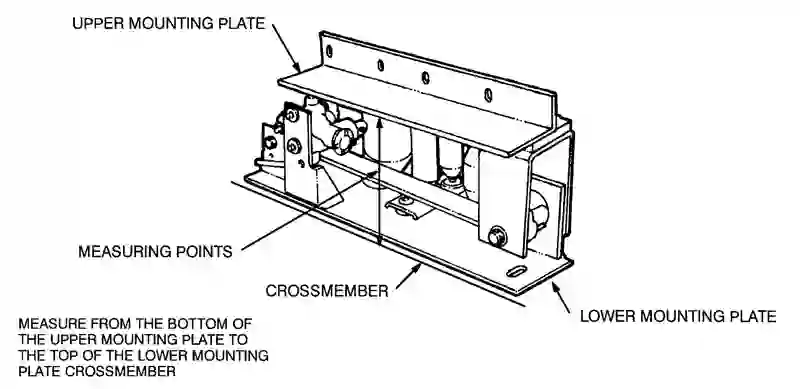 UPPER MOUNTING PLATE
MEASURING POINTS
CROSSMEMBER
LOWER MOUNTING PLATE
MEASURE FROM THE BOTTOM OF
THE UPPER MOUNTING PLATE TO
THE TOP OF THE LOWER MOUNTING
PLATE CROSSMEMBER